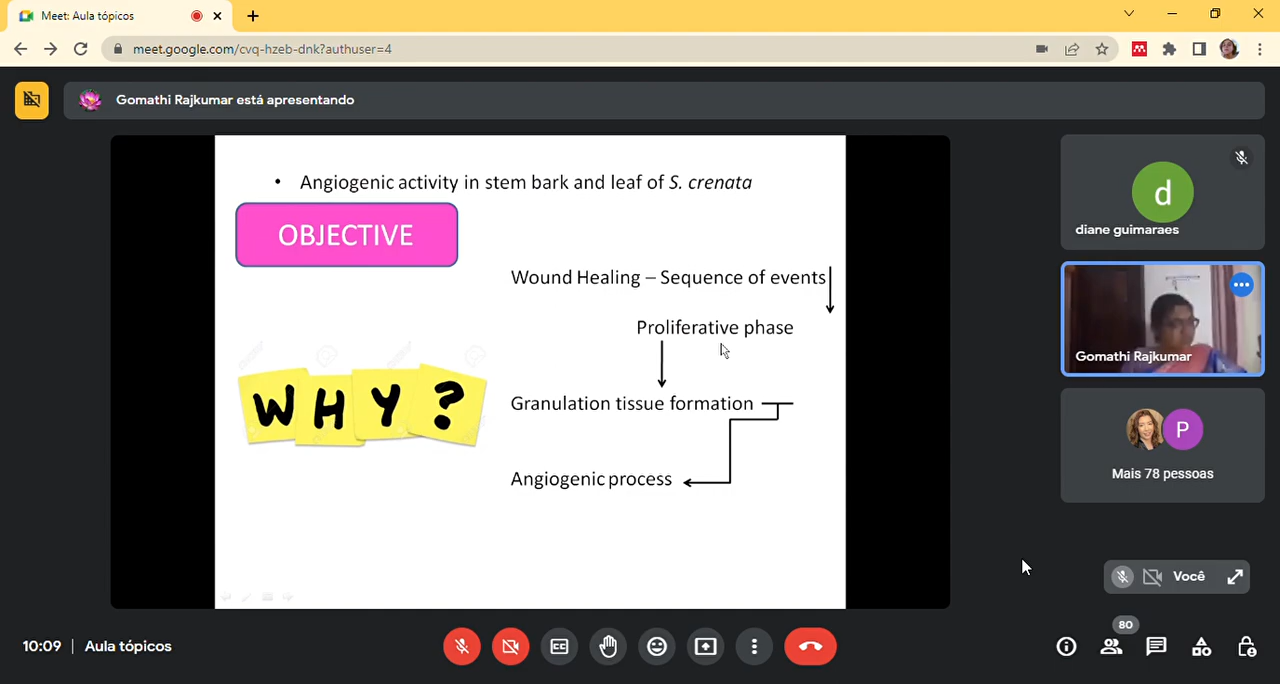 Meet: Aula tópicos
meet.google.com/cvq-hzeb-dnk?authuser=4
Gomathi Rajkumar está apresentando
• Angiogenic activity in stem bark and leaf of S. crenata
OBJECTIVE
Wound Healing – Sequence of events
Proliferative phase
Granulation tissue formation
Angiogenic process
WHY?
d
diane guimaraes
Gomathi Rajkumar
P
Mais 78 pessoas
Você
10:09 | Aula tópicos
80